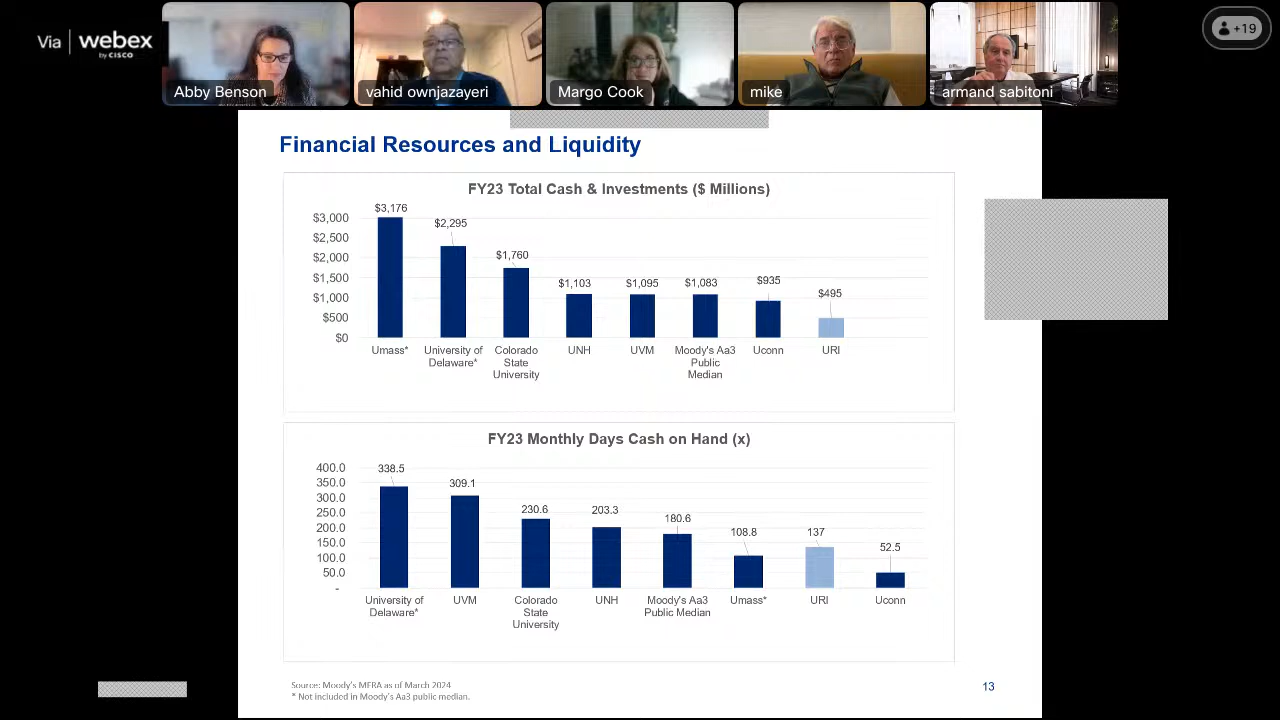 Via | webex
by CISCO
Abby Benson
vahid ownjazayeri
Margo Cook
mike
armand sabitoni
+19
Financial Resources and Liquidity
FY23 Total Cash & Investments ($ Millions)
$3,000
$2,500
$2,000
$1,500
$1,000
$500
$0
$3,176
$2,295
$1,760
$1,103
$1,095
$1,083
$935
$495
Umass*
University of
Delaware*
Colorado
State
University
UNH
UVM
Moody's Aa3
Public
Median
Uconn
URI
FY23 Monthly Days Cash on Hand (x)
400.0
350.0
300.0
250.0
200.0
150.0
100.0
50.0
-
338.5
309.1
230.6
203.3
180.6
108.8
137
52.5
University of
Delaware*
UVM
Colorado
State
University
UNH
Moody's Aa3
Public Median
Umass*
URI
Uconn
Source: Moody's MFRA as of March 2024
* Not included in Moody's Aa3 public median.
13